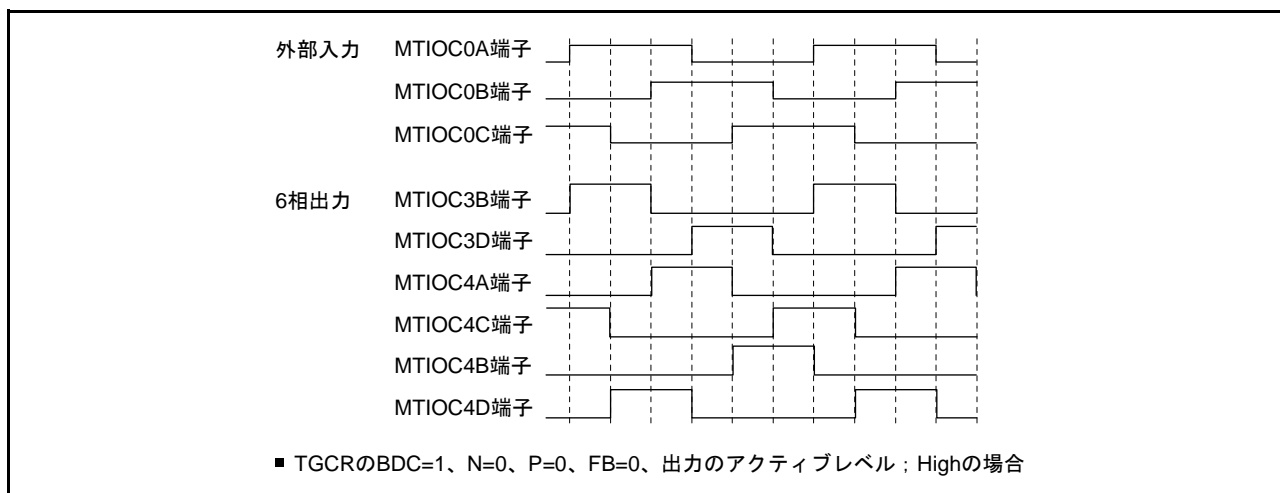 外部入力 MTIOC0A端子
MTIOC0B端子
MTIOC0C端子
6相出力 MTIOC3B端子
MTIOC3D端子
MTIOC4A端子
MTIOC4C端子
MTIOC4B端子
MTIOC4D端子
■ TGCRのBDC=1、N=0、P=0、FB=0、出力のアクティブレベル；Highの場合